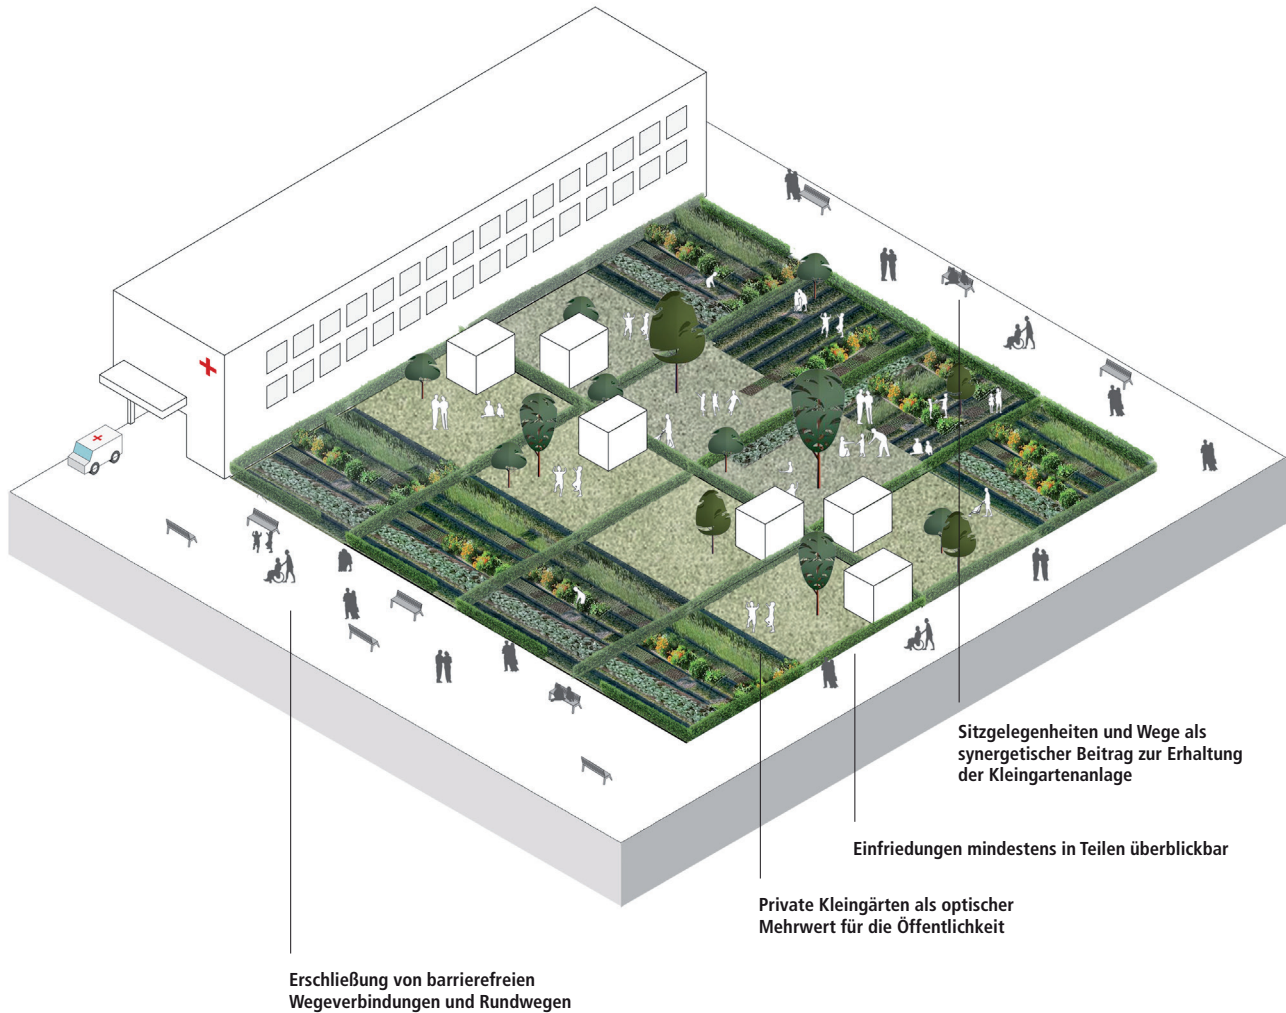 Sitzgelegenheiten und Wege als
synergetischer Beitrag zur Erhaltung
der Kleingartenanlage
Einfriedungen mindestens in Teilen überblickbar
Private Kleingärten als optischer
Mehrwert für die Öffentlichkeit
Erschließung von barrierefreien
Wegeverbindungen und Rundwegen